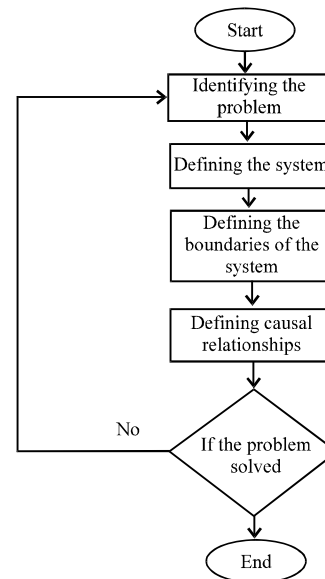 Start
Identifying the
problem
Defining the system
Defining the
boundaries of the
system
Defining causal
relationships
No
If the problem
solved
End